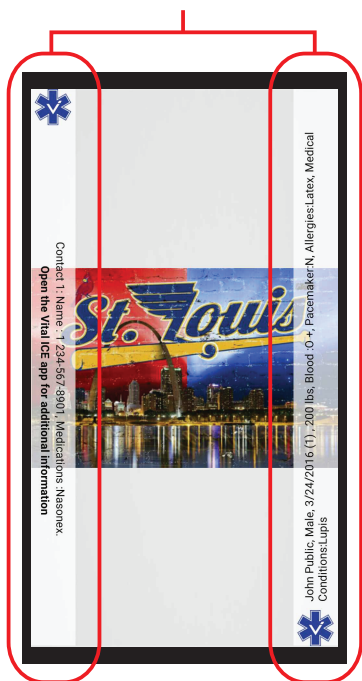 Contact 1: Name : 1 234-567-8901, Medications :Nasonex.
Open the Vital ICE app for additional information
St. Louis
John Public, Male, 3/24/2016 (1) , 200 lbs, Blood :O +, Pacemaker:N, Allergies:Latex, Medical
Conditions:Lupis